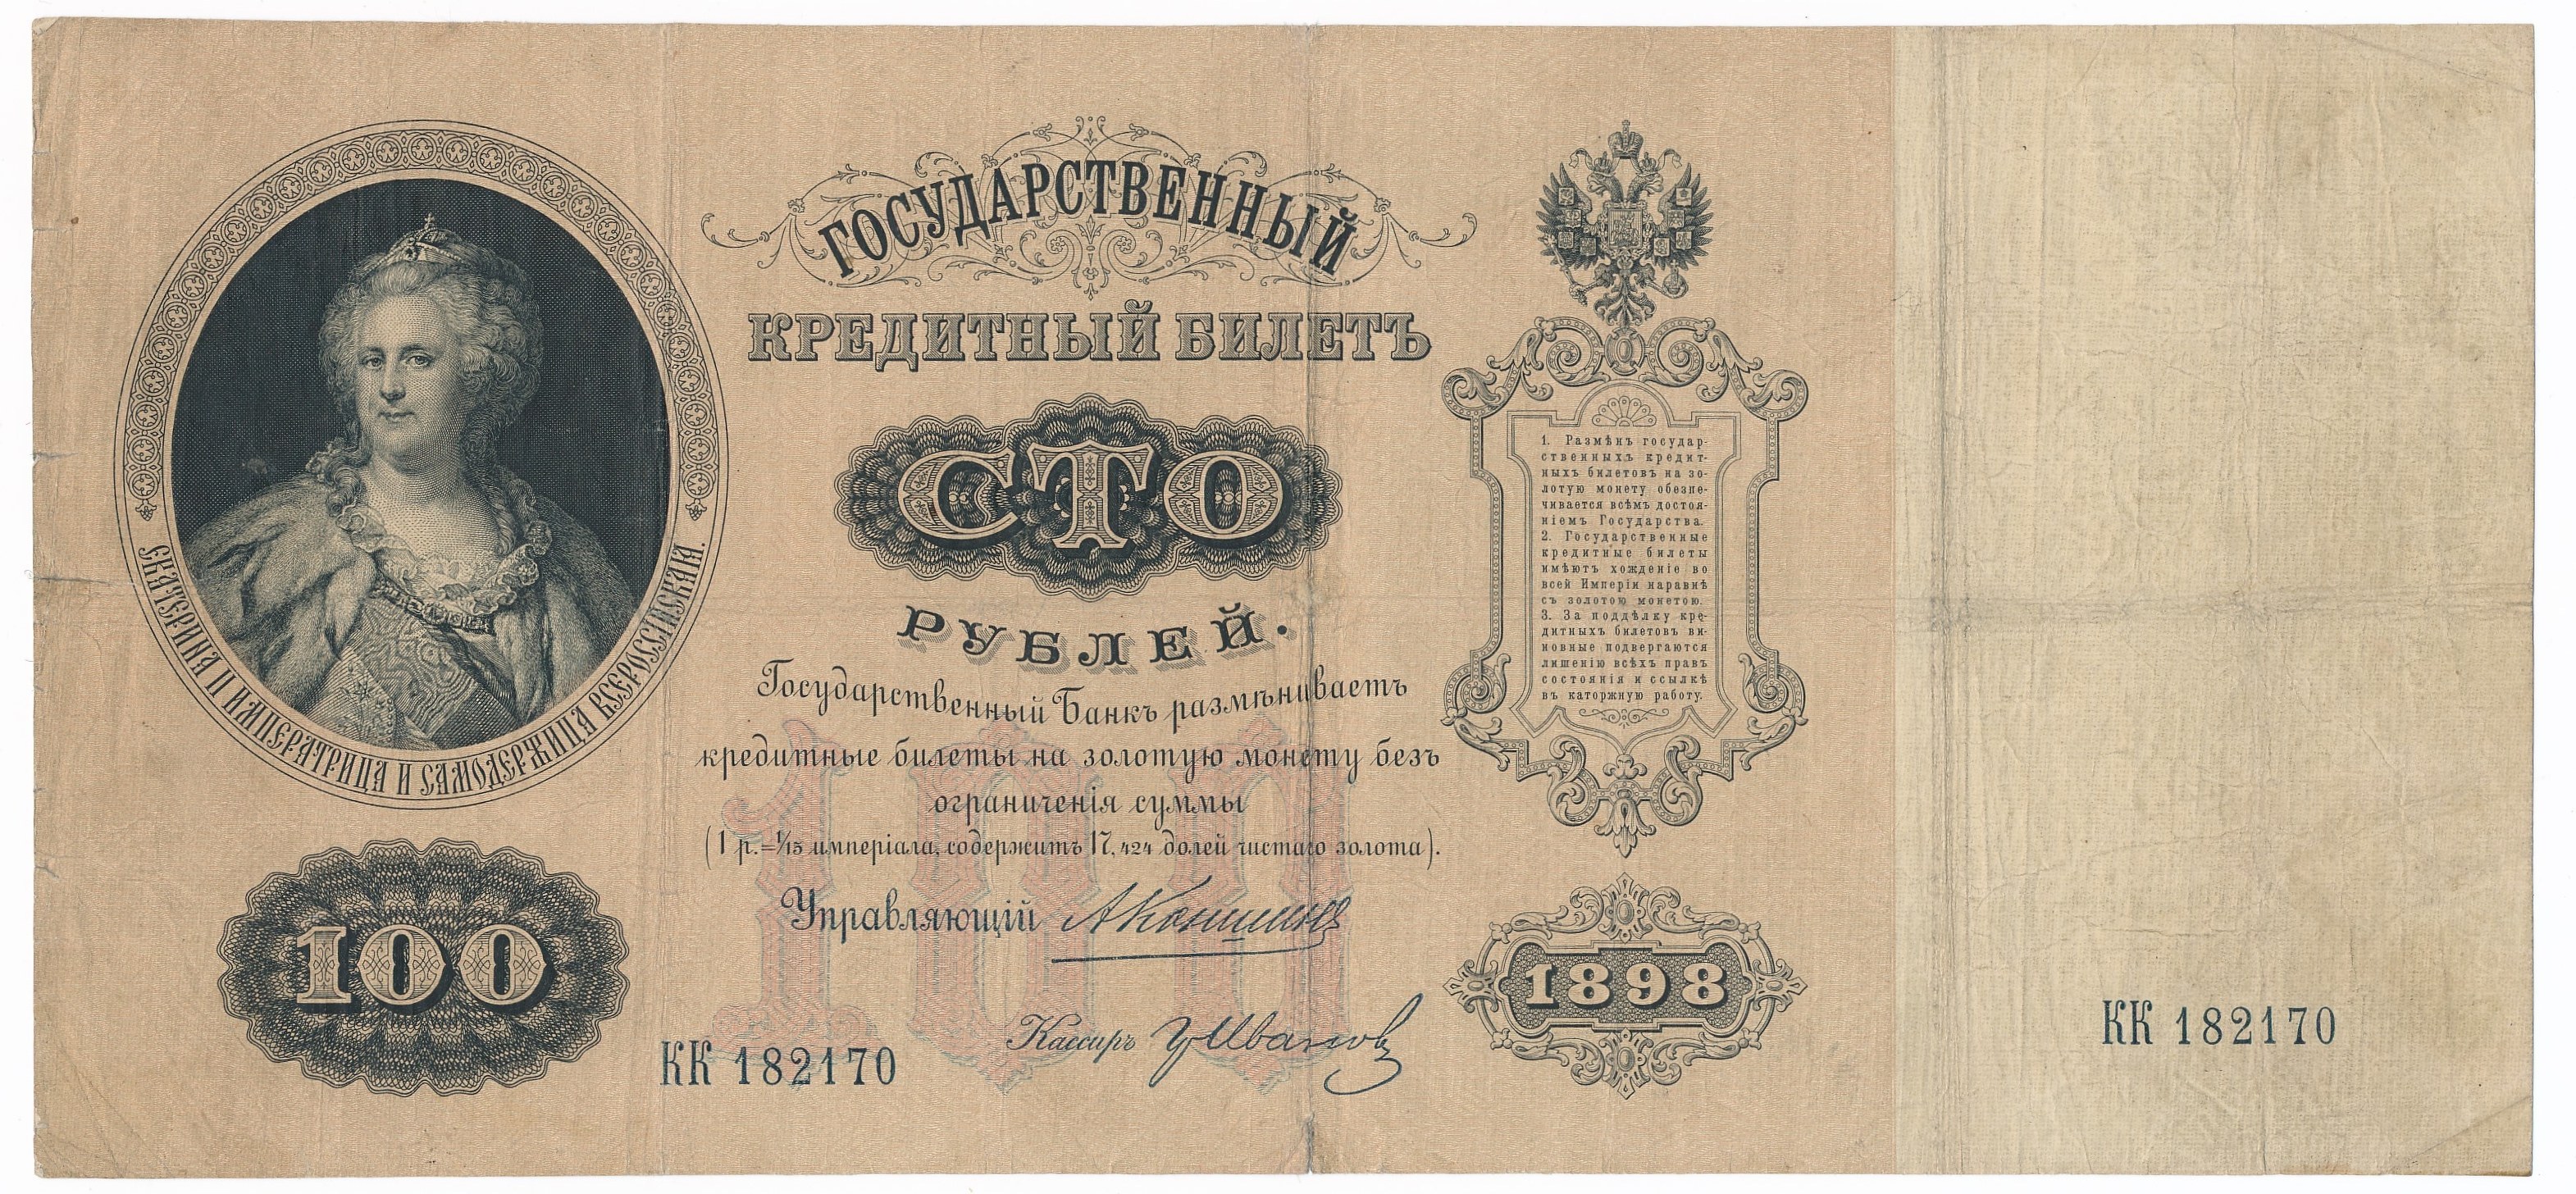 ГОСУДАРСТВЕННЫЙ
КРЕДИТНЫЙ БИЛЕТЪ
СТО
РУБЛЕЙ.
Государственный Банкъ размѣниваетъ
кредитные билеты на золотую монету безъ
ограниченія суммы
(1 р.=1/15 имперіала, содержитъ 17,424 долей чистаго золота).
Управляющій АКоншинъ
Кассиръ Иванов
КК 182170
ЕКАТЕРИНА II ИМПЕРАТРИЦА И САМОДЕРЖИЦА ВСЕРОССІЙСКАЯ.
100
100
1. Размѣнъ государ-
ственныхъ кредит-
ныхъ билетовъ на зо-
лотую монету обезпе-
чивается всѣмъ достоя-
ніемъ Государства.
2. Государственные
кредитные билеты
имѣютъ хожденіе во
всей Имперіи наравнѣ
съ золотою монетою.
3. За поддѣлку кре-
дитныхъ билетовъ ви-
новные подвергаются
лишенію всѣхъ правъ
состоянія и ссылкѣ
въ каторжную работу.
1898
КК 182170